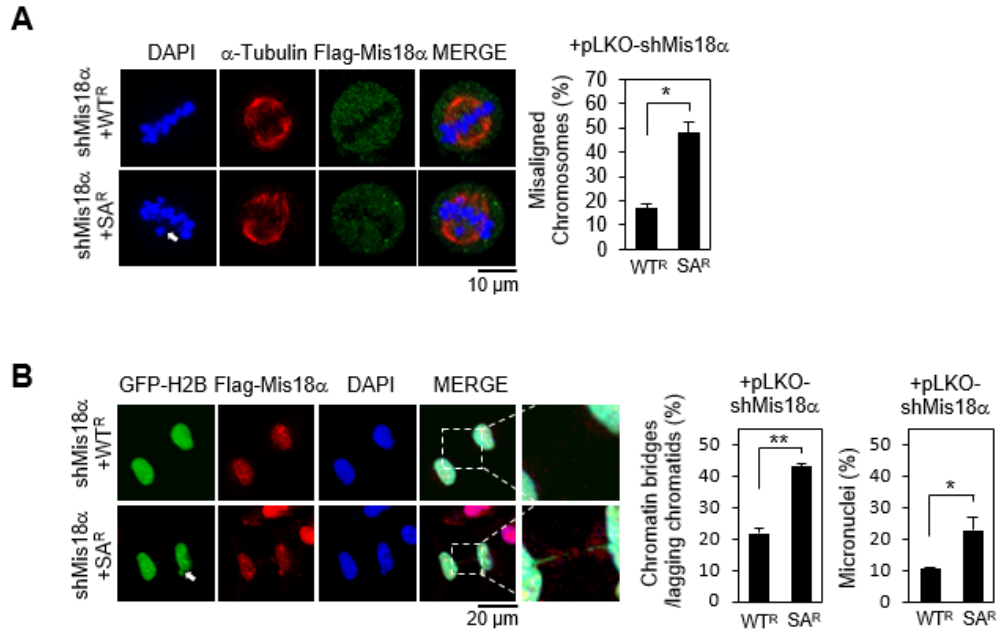 A
DAPI α-Tubulin Flag-Mis18α MERGE
shMis18α
+WTᴿ
shMis18α
+SAᴿ
10 µm
+pLKO-shMis18α
Misaligned
Chromosomes (%)
70
60
50
40
30
20
10
0
*
WTᴿ SAᴿ
B
GFP-H2B Flag-Mis18α DAPI MERGE
shMis18α
+WTᴿ
shMis18α
+SAᴿ
20 µm
+pLKO-
shMis18α
Chromatin bridges
/lagging chromatids (%)
50
40
30
20
10
0
**
WTᴿ SAᴿ
+pLKO-
shMis18α
Micronuclei (%)
50
40
30
20
10
0
*
WTᴿ SAᴿ